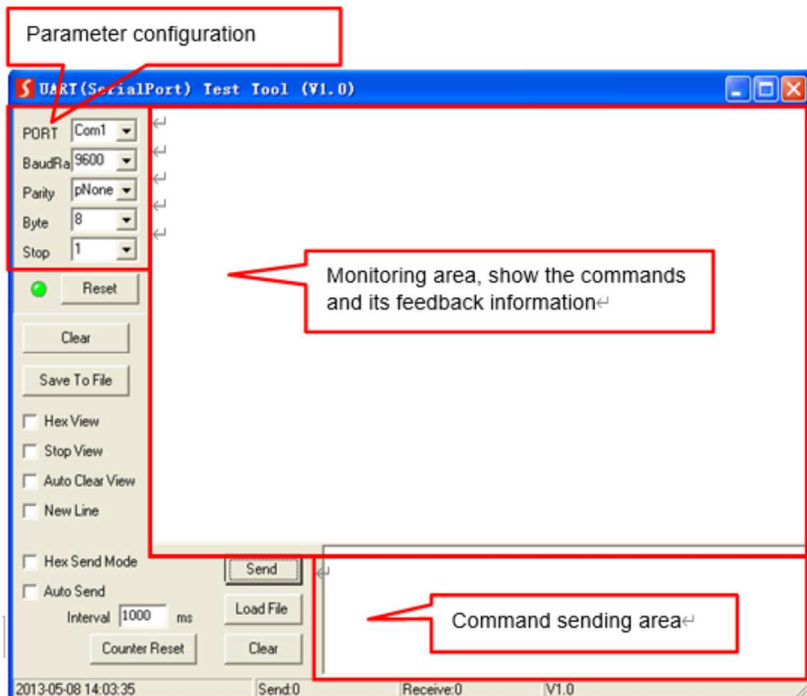 Parameter configuration
UART(SerialPort) Test Tool (V1.0)
PORT Com1
BaudRa 9600
Parity pNone
Byte 8
Stop 1
Reset
Monitoring area, show the commands
and its feedback information
Clear
Save To File
Hex View
Stop View
Auto Clear View
New Line
Hex Send Mode
Send
Auto Send
Interval 1000 ms
Load File
Command sending area
Counter Reset
Clear
2013-05-08 14:03:35 Send:0 Receive:0 V1.0